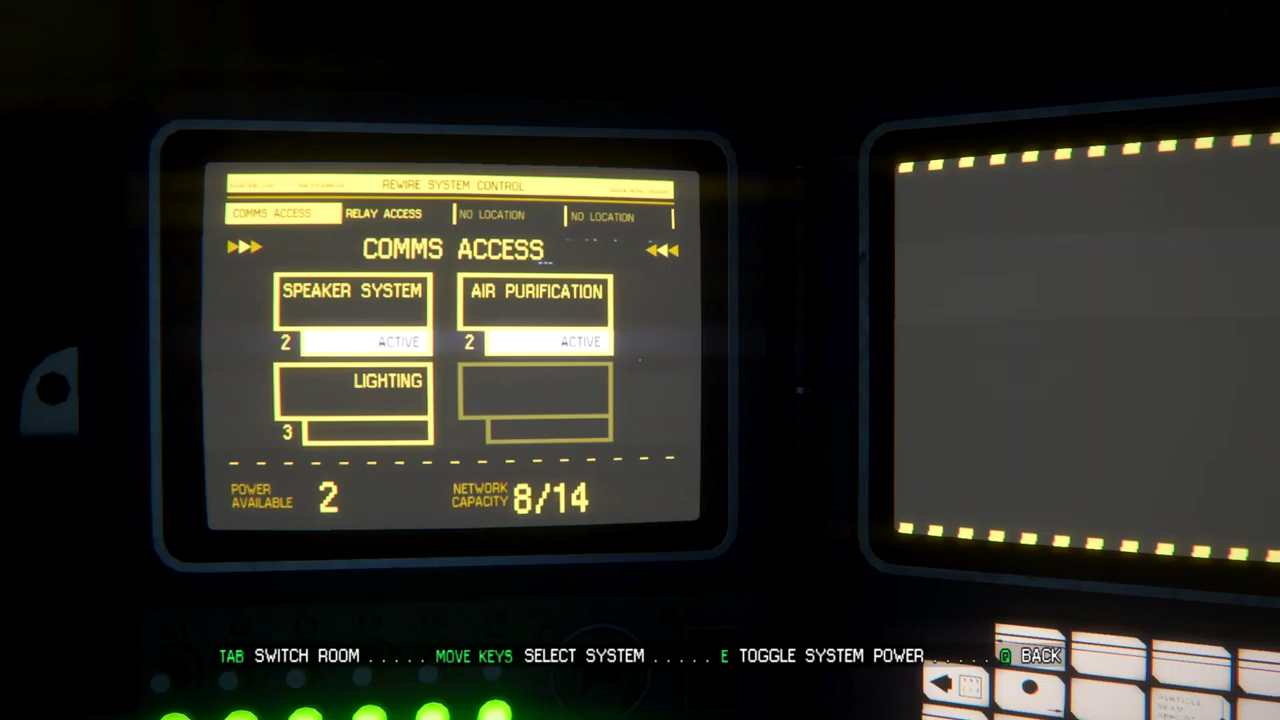 REWIRE SYSTEM CONTROL
COMMS ACCESS RELAY ACCESS NO LOCATION NO LOCATION
COMMS ACCESS
SPEAKER SYSTEM AIR PURIFICATION
2 ACTIVE 2 ACTIVE
LIGHTING
3
POWER AVAILABLE 2 NETWORK CAPACITY 8/14
TAB SWITCH ROOM ..... MOVE KEYS SELECT SYSTEM ..... E TOGGLE SYSTEM POWER ..... Q BACK